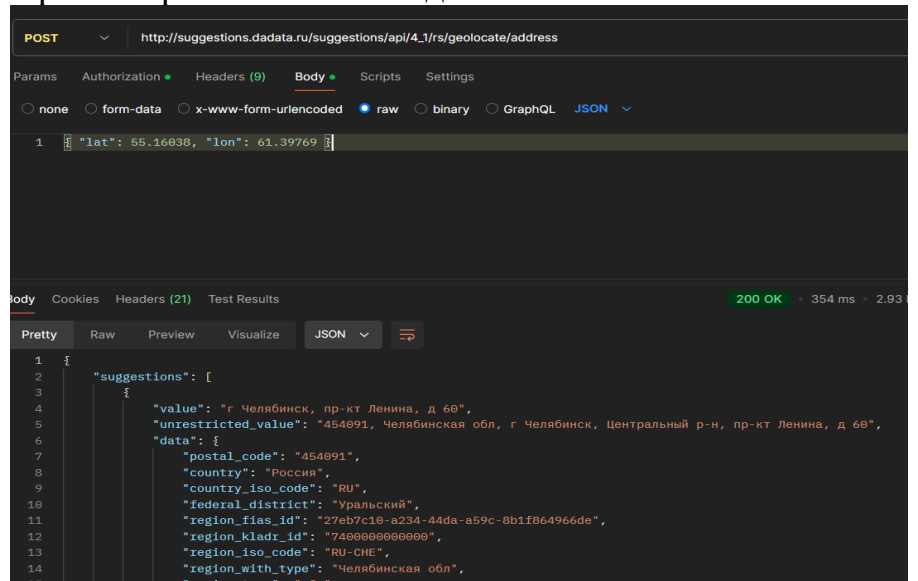 POST http://suggestions.dadata.ru/suggestions/api/4_1/rs/geolocate/address
Params Authorization Headers (9) Body Scripts Settings
none form-data x-www-form-urlencoded raw binary GraphQL JSON
1 { "lat": 55.16038, "lon": 61.39769 }
Body Cookies Headers (21) Test Results 200 OK 354 ms 2.93
Pretty Raw Preview Visualize JSON
1 {
2 "suggestions": [
3 {
4 "value": "г Челябинск, пр-кт Ленина, д 60",
5 "unrestricted_value": "454091, Челябинская обл, г Челябинск, Центральный р-н, пр-кт Ленина, д 60",
6 "data": {
7 "postal_code": "454091",
8 "country": "Россия",
9 "country_iso_code": "RU",
10 "federal_district": "Уральский",
11 "region_fias_id": "27eb7c10-a234-44da-a59c-8b1f864966de",
12 "region_kladr_id": "7400000000000",
13 "region_iso_code": "RU-CHE",
14 "region_with_type": "Челябинская обл",